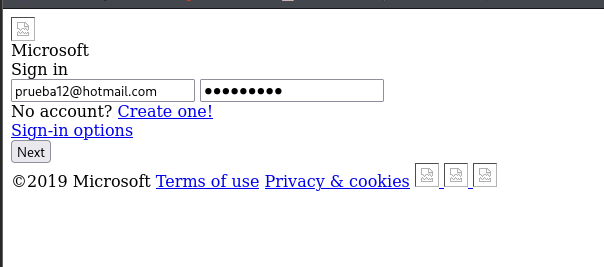 Microsoft
Sign in
prueba12@hotmail.com ●●●●●●●●●
No account? Create one!
Sign-in options
Next
©2019 Microsoft Terms of use Privacy & cookies